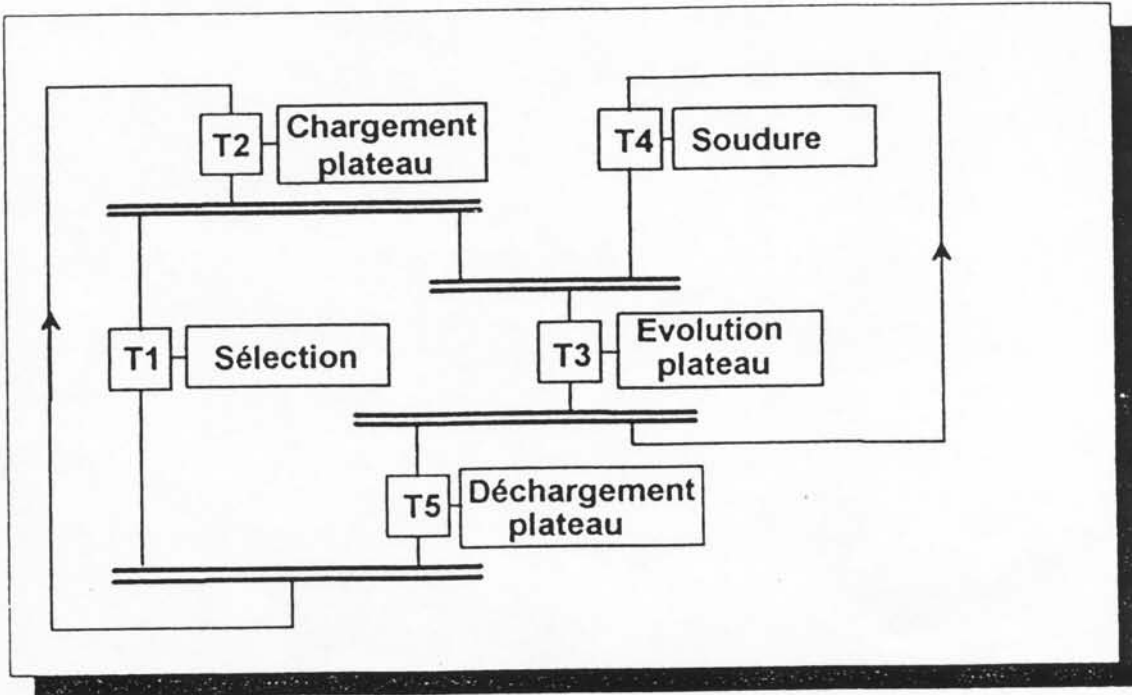 T2
Chargement
plateau
T4
Soudure
T1
Sélection
T3
Evolution
plateau
T5
Déchargement
plateau